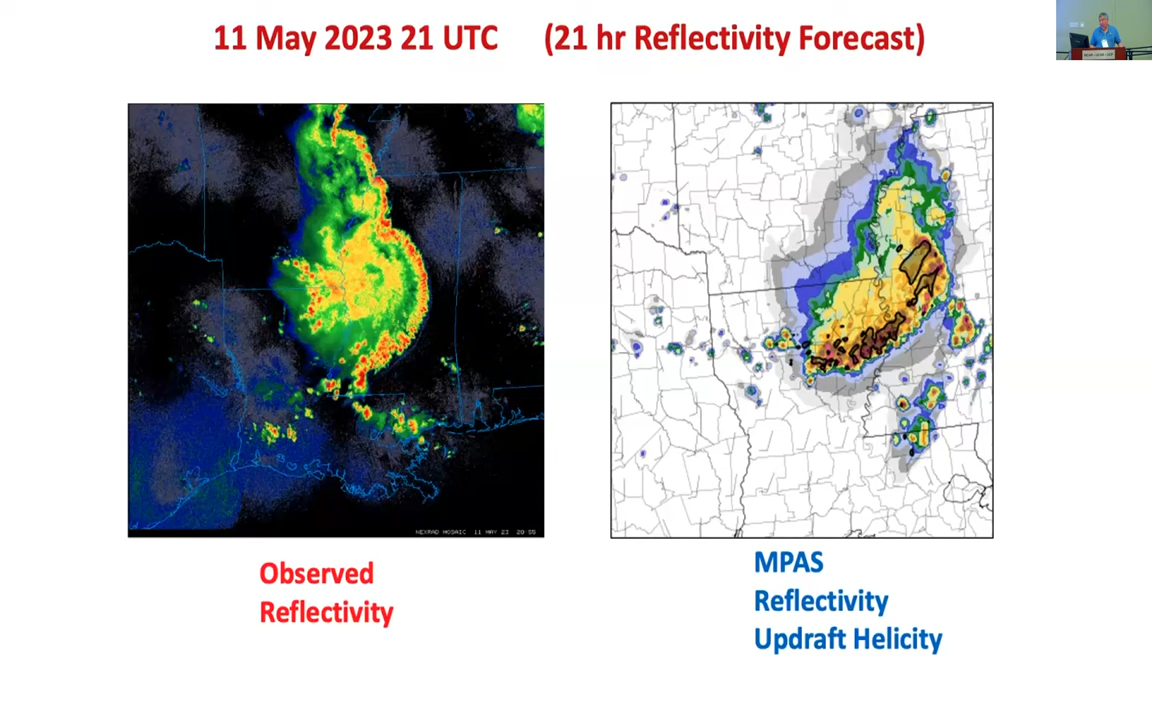 11 May 2023 21 UTC (21 hr Reflectivity Forecast)
NEXRAD MOSAIC 11 MAY 23 20:55
Observed
Reflectivity
MPAS
Reflectivity
Updraft Helicity